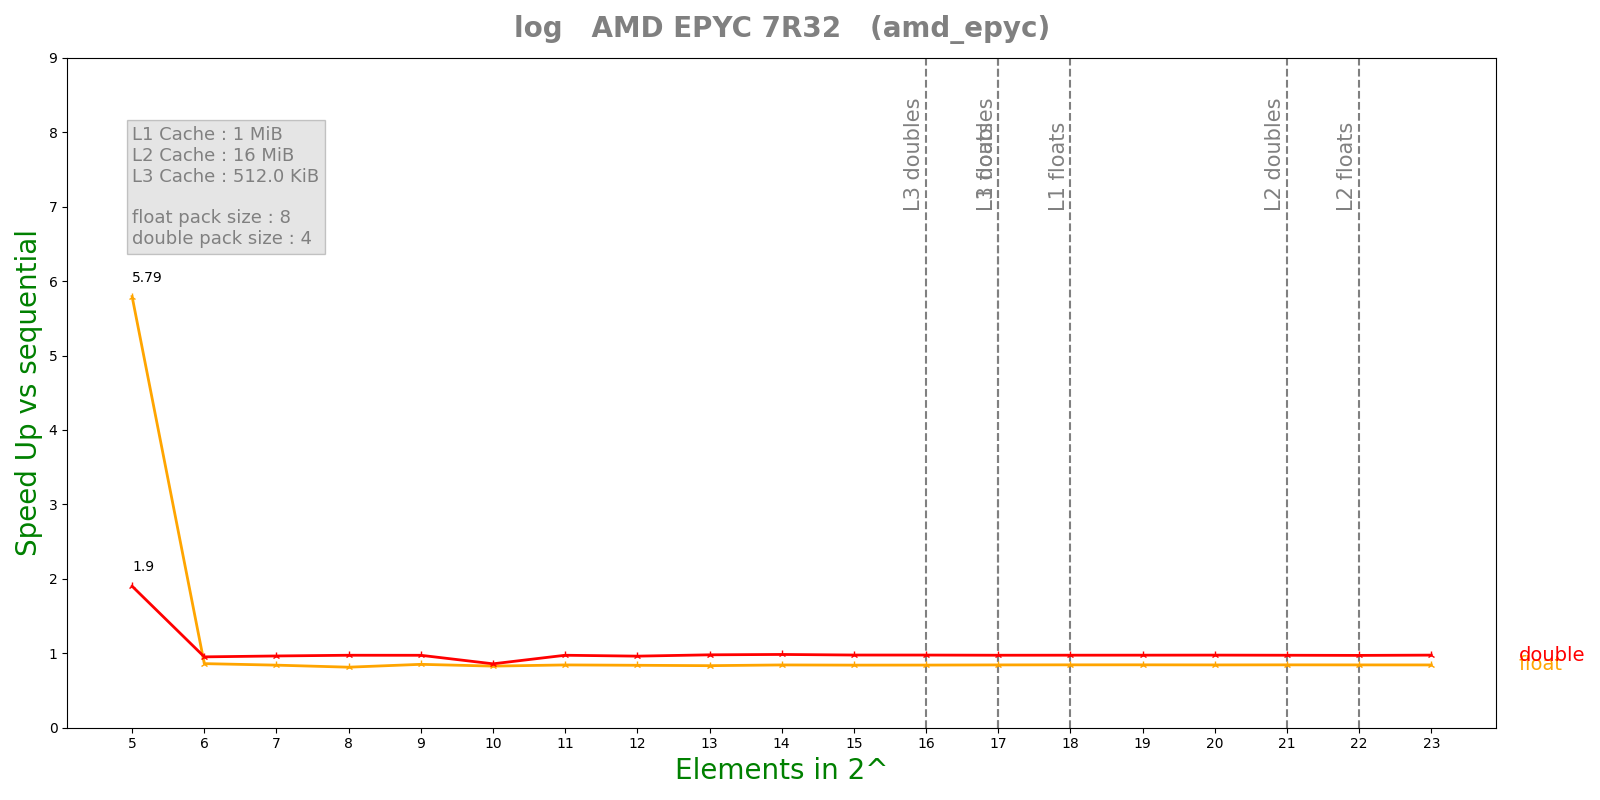 log   AMD EPYC 7R32   (amd_epyc)
9
8
7
6
5
4
3
2
1
0
Speed Up vs sequential
L1 Cache : 1 MiB
L2 Cache : 16 MiB
L3 Cache : 512.0 KiB
float pack size : 8
double pack size : 4
5.79
1.9
L3 doubles
L3 floats
L1 doubles
L1 floats
L2 doubles
L2 floats
double
float
5 6 7 8 9 10 11 12 13 14 15 16 17 18 19 20 21 22 23
Elements in 2^